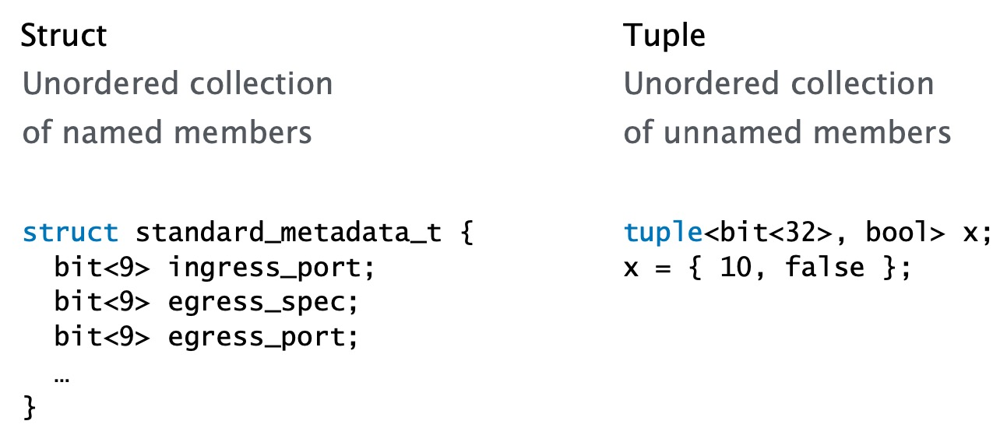 Struct
Unordered collection
of named members
struct standard_metadata_t {
  bit<9> ingress_port;
  bit<9> egress_spec;
  bit<9> egress_port;
  …
}
Tuple
Unordered collection
of unnamed members
tuple<bit<32>, bool> x;
x = { 10, false };